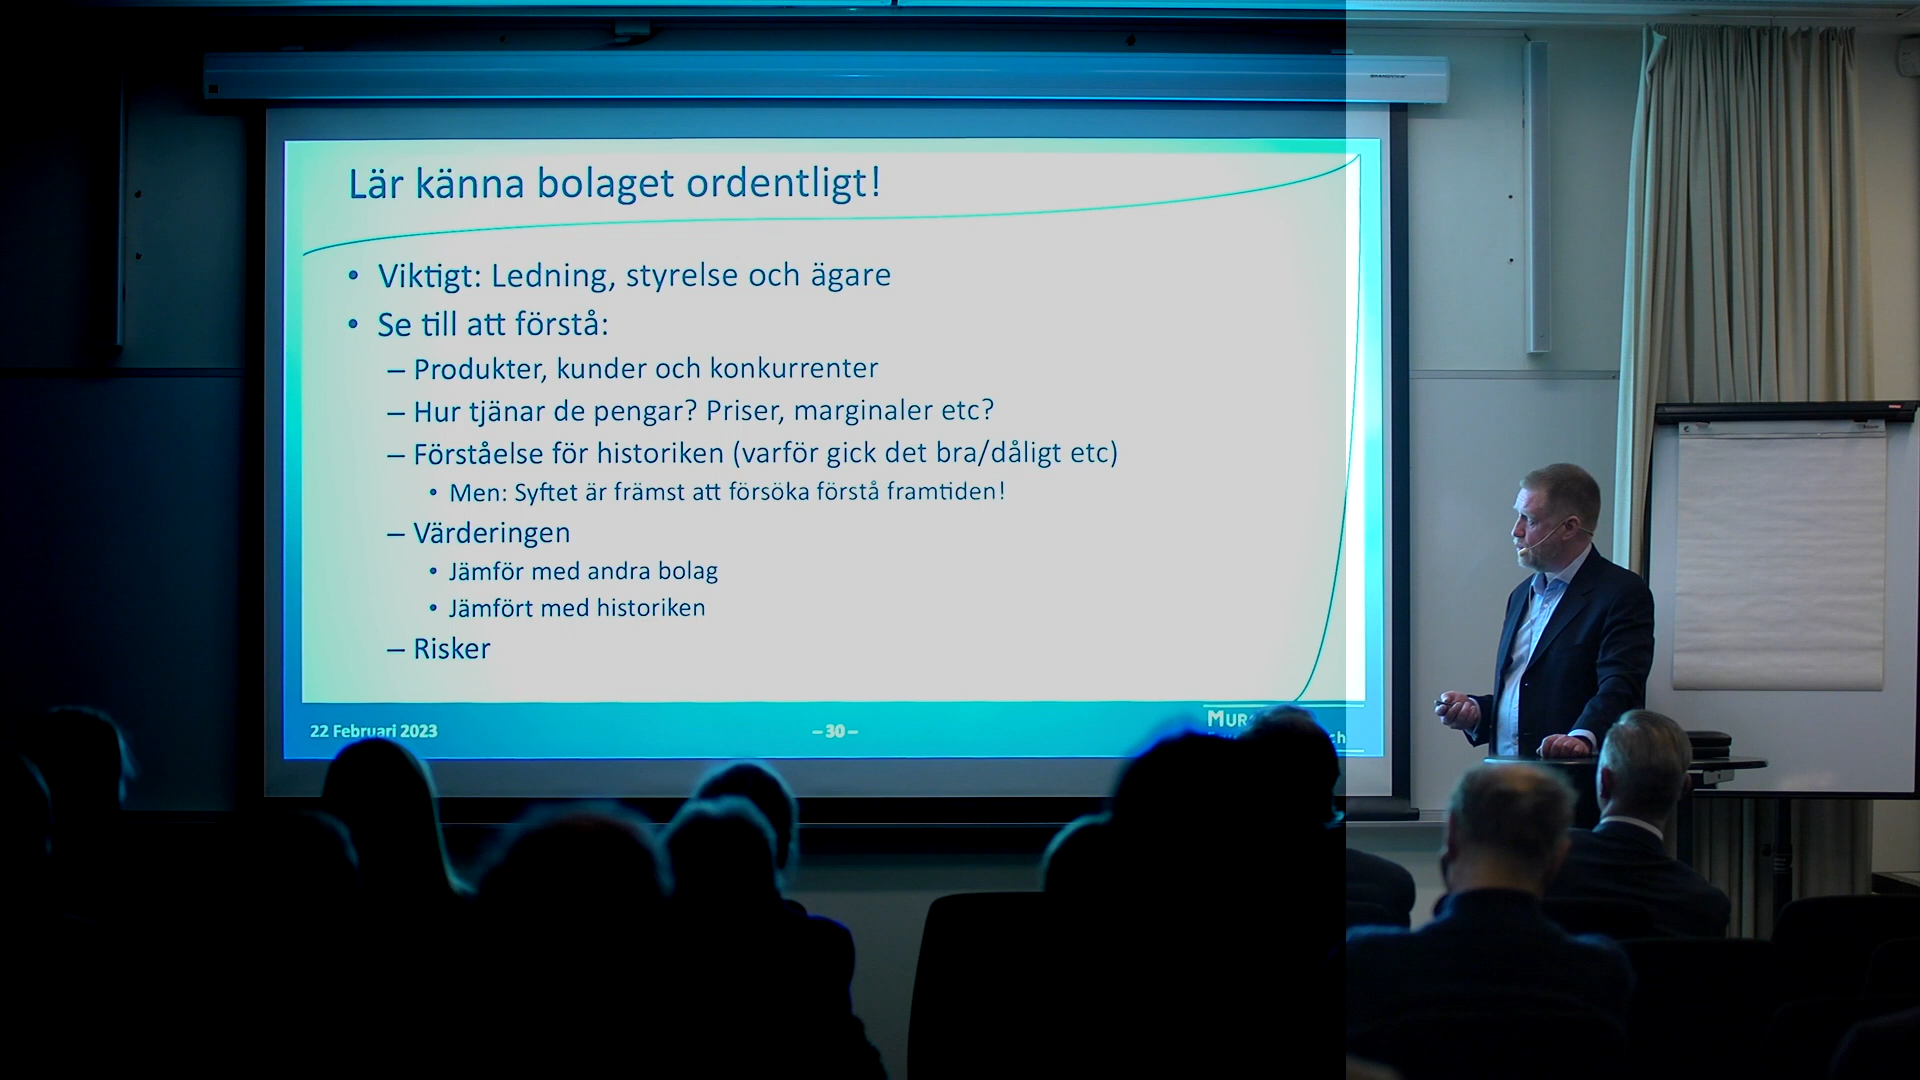 Lär känna bolaget ordentligt!
• Viktigt: Ledning, styrelse och ägare
• Se till att förstå:
– Produkter, kunder och konkurrenter
– Hur tjänar de pengar? Priser, marginaler etc?
– Förståelse för historiken (varför gick det bra/dåligt etc)
• Men: Syftet är främst att försöka förstå framtiden!
– Värderingen
• Jämför med andra bolag
• Jämfört med historiken
– Risker
22 Februari 2023
–30–